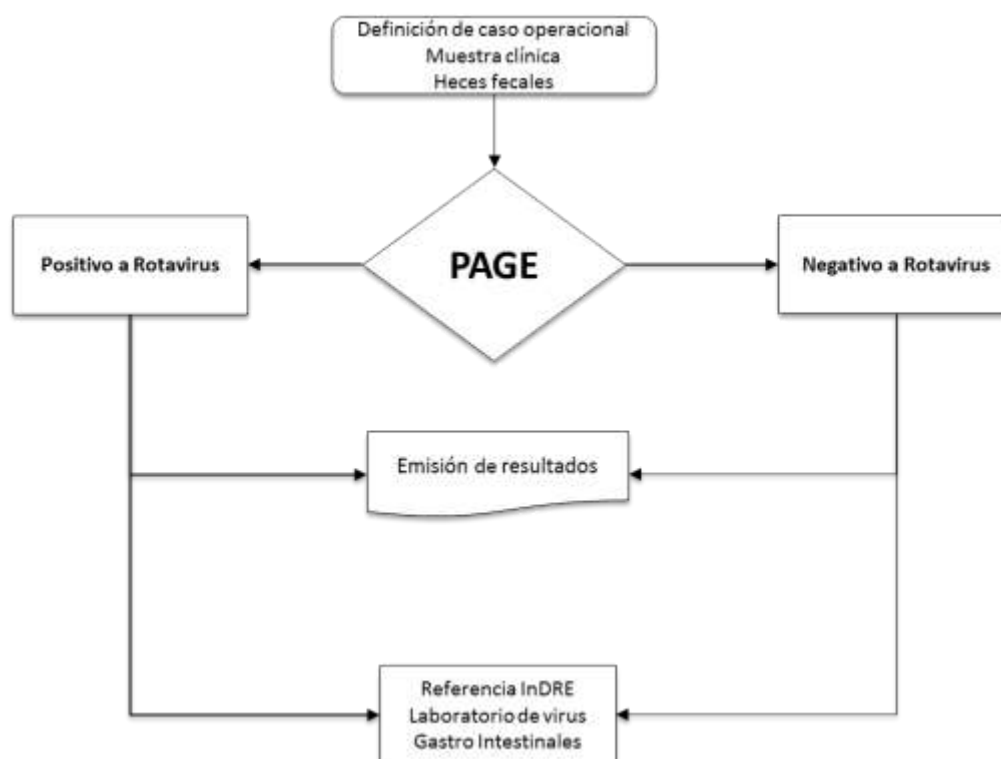 Definición de caso operacional
Muestra clínica
Heces fecales
PAGE
Positivo a Rotavirus
Negativo a Rotavirus
Emisión de resultados
Referencia InDRE
Laboratorio de virus
Gastro Intestinales